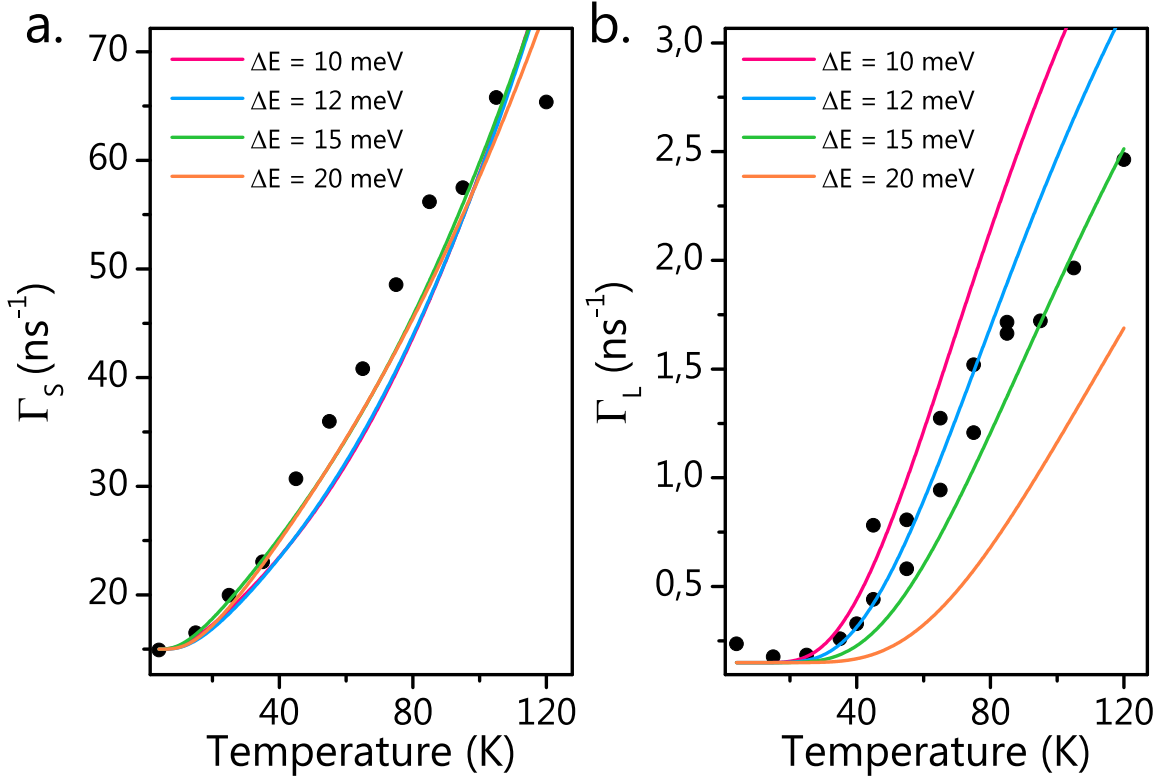 a.
70
60
50
40
30
20
40
80
120
Γ_S (ns⁻¹)
Temperature (K)
ΔE = 10 meV
ΔE = 12 meV
ΔE = 15 meV
ΔE = 20 meV
b.
3,0
2,5
2,0
1,5
1,0
0,5
40
80
120
Γ_L (ns⁻¹)
Temperature (K)
ΔE = 10 meV
ΔE = 12 meV
ΔE = 15 meV
ΔE = 20 meV